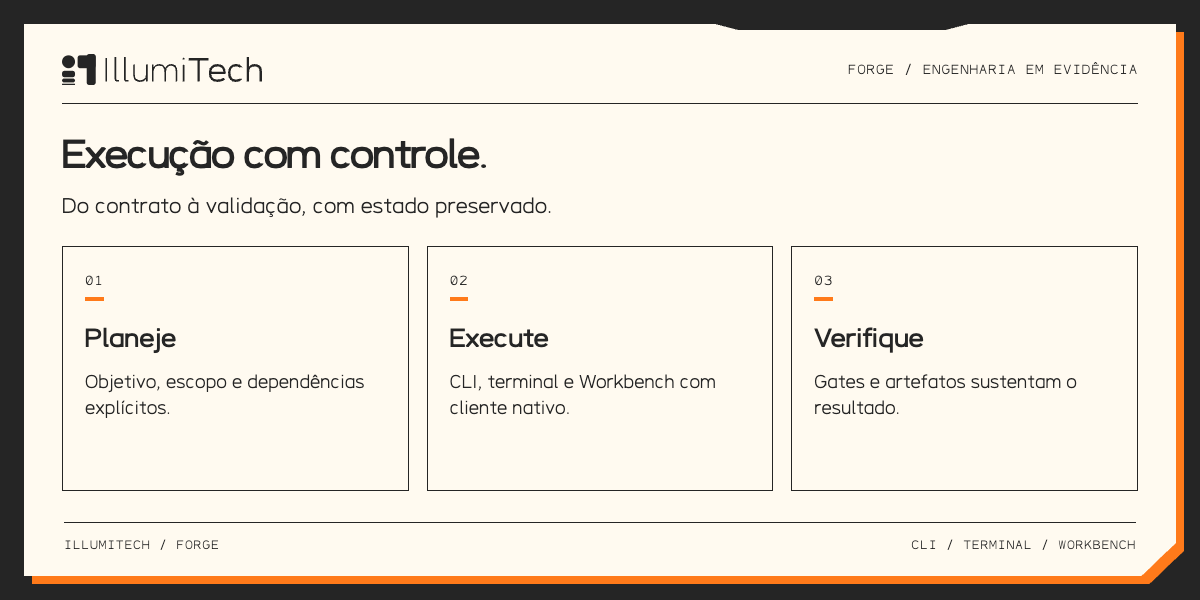 IllumiTech
FORGE / ENGENHARIA EM EVIDÊNCIA
Execução com controle.
Do contrato à validação, com estado preservado.
01
Planeje
Objetivo, escopo e dependências
explícitos.
02
Execute
CLI, terminal e Workbench com
cliente nativo.
03
Verifique
Gates e artefatos sustentam o
resultado.
ILLUMITECH / FORGE
CLI / TERMINAL / WORKBENCH